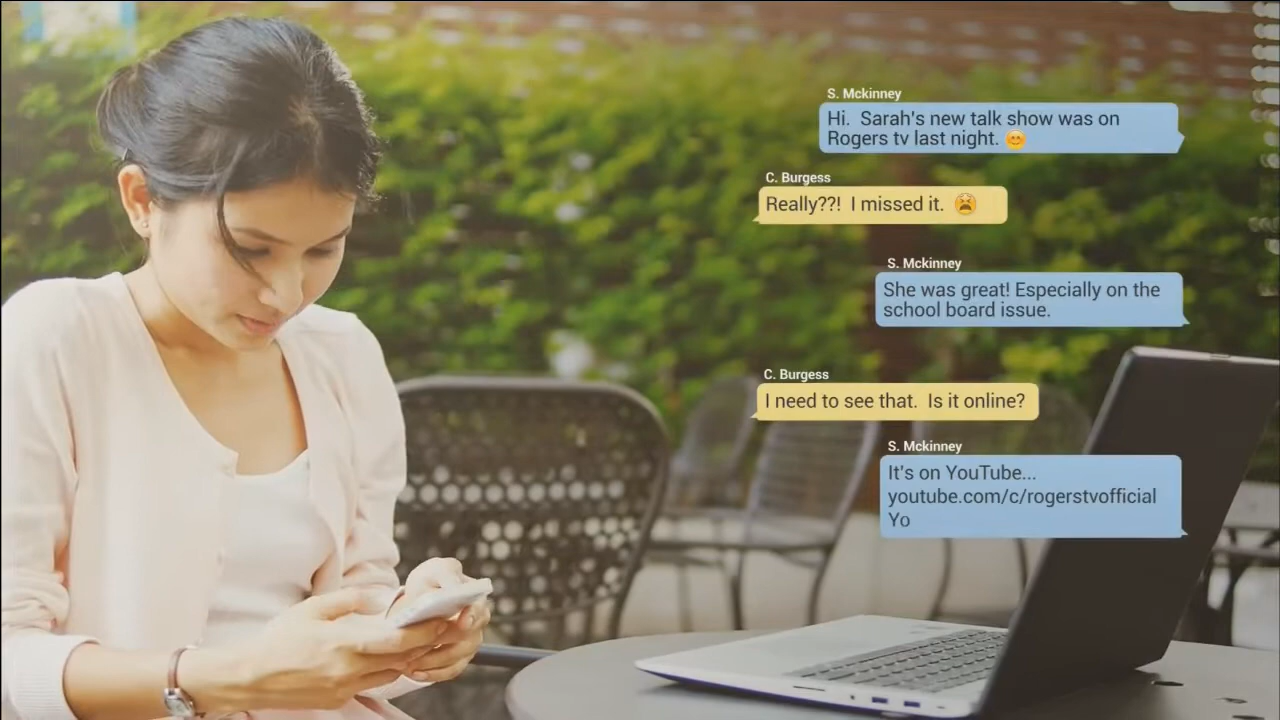 S. Mckinney
Hi.  Sarah's new talk show was on
Rogers tv last night. 😊
C. Burgess
Really??!  I missed it. 😫
S. Mckinney
She was great! Especially on the
school board issue.
C. Burgess
I need to see that.  Is it online?
S. Mckinney
It's on YouTube...
youtube.com/c/rogerstvofficial
Yo